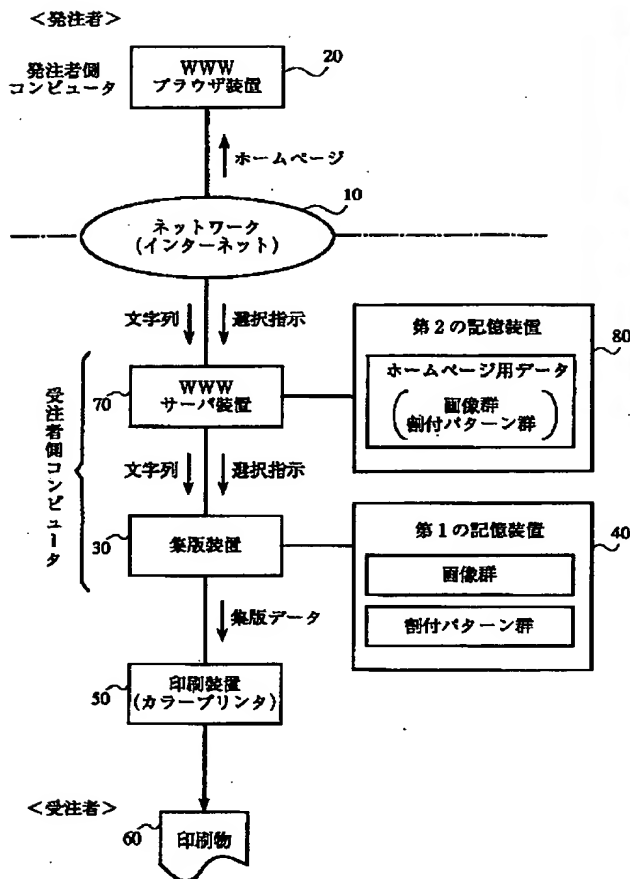 <発注者>
発注者側
コンピュータ
WWW
ブラウザ装置
20
ホームページ
10
ネットワーク
(インターネット)
文字列
選択指示
受注者側コンピュータ
70
WWW
サーバ装置
第2の記憶装置
80
ホームページ用データ
画像群
割付パターン群
文字列
選択指示
30
集版装置
第1の記憶装置
40
画像群
割付パターン群
集版データ
50
印刷装置
(カラープリンタ)
<受注者>
60
印刷物